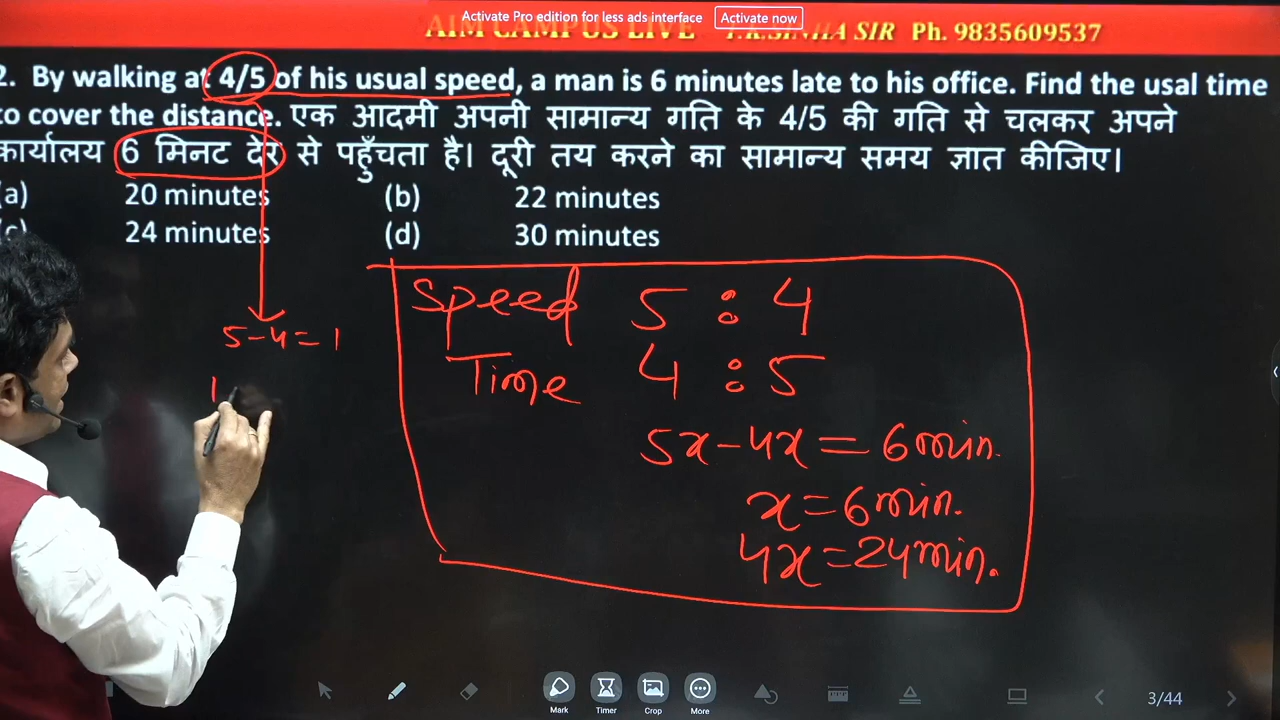 Activate Pro edition for less ads interface Activate now
AIM CAMPUS LIVE SIR Ph. 9835609537
2. By walking at 4/5 of his usual speed, a man is 6 minutes late to his office. Find the usal time
to cover the distance. एक आदमी अपनी सामान्य गति के 4/5 की गति से चलकर अपने
कार्यालय 6 मिनट देर से पहुँचता है। दूरी तय करने का सामान्य समय ज्ञात कीजिए।
(a) 20 minutes (b) 22 minutes
(c) 24 minutes (d) 30 minutes
Speed 5 : 4
5-4=1
Time 4 : 5
1
5x-4x=6min.
x=6min.
4x=24min.
Mark Timer Crop More
3/44